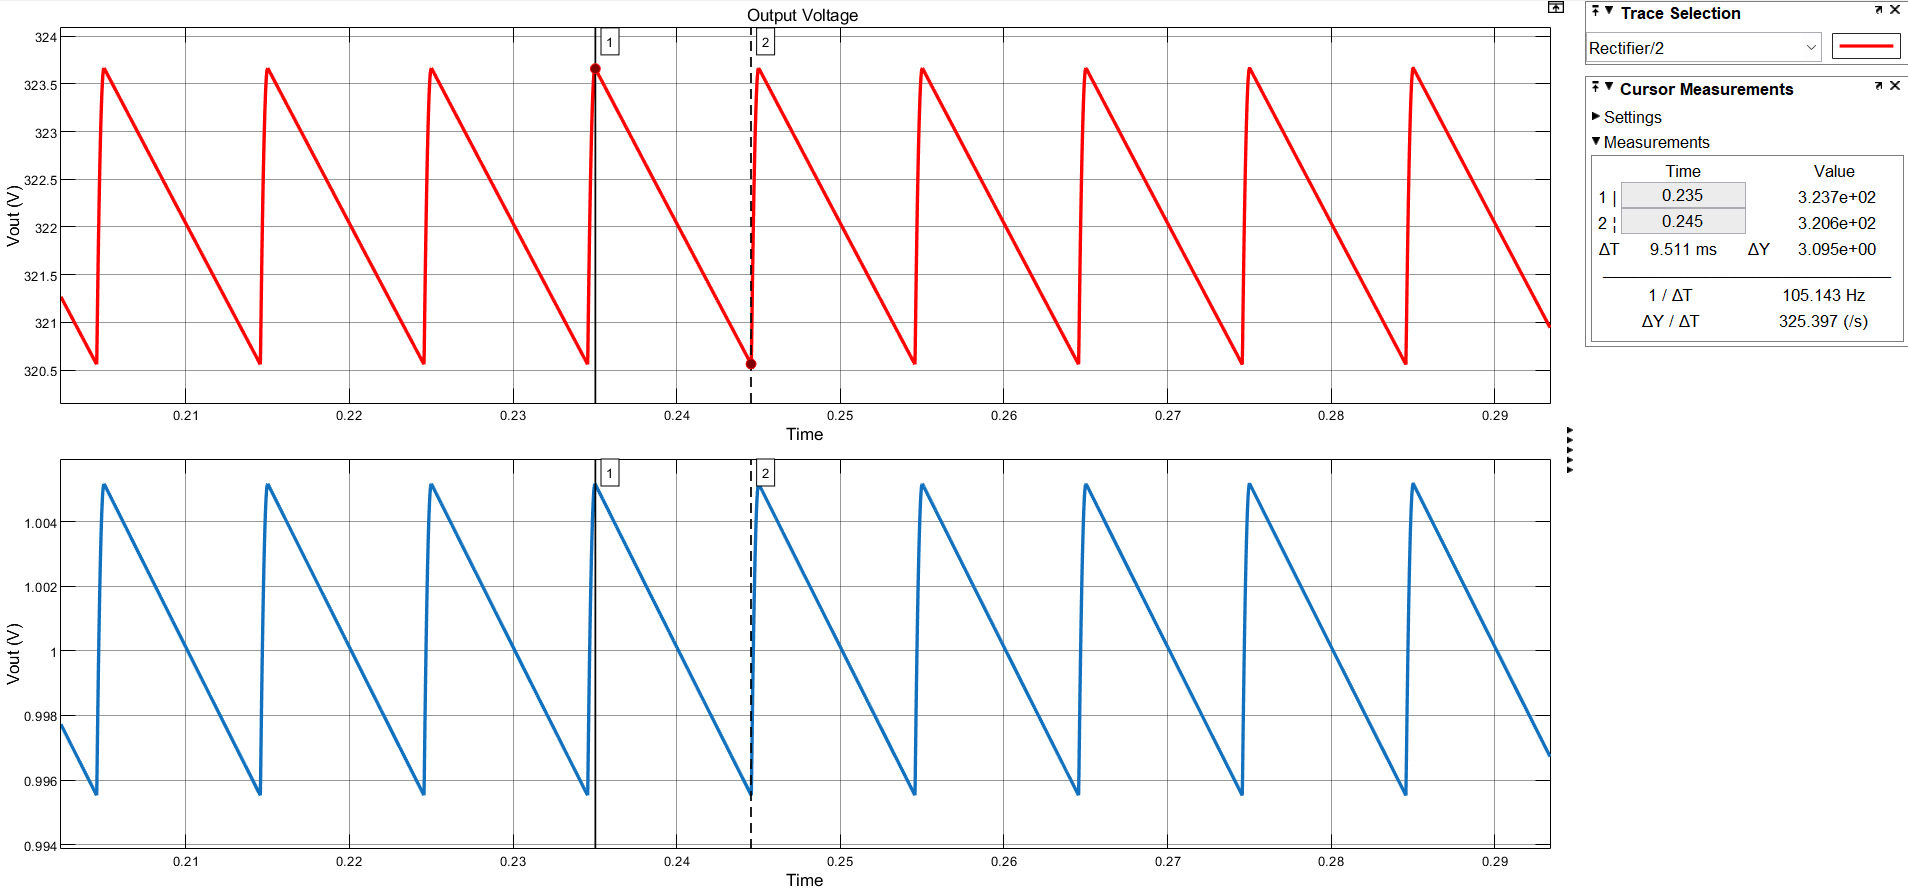 Output Voltage
324
323.5
323
322.5
322
321.5
321
320.5
Vout (V)
1
2
0.21 0.22 0.23 0.24 0.25 0.26 0.27 0.28 0.29
Time
1.004
1.002
1
0.998
0.996
0.994
Vout (V)
1
2
0.21 0.22 0.23 0.24 0.25 0.26 0.27 0.28 0.29
Time
Trace Selection
Rectifier/2
Cursor Measurements
Settings
Measurements
Time Value
1 | 0.235 3.237e+02
2 ¦ 0.245 3.206e+02
ΔT 9.511 ms ΔY 3.095e+00
1 / ΔT 105.143 Hz
ΔY / ΔT 325.397 (/s)